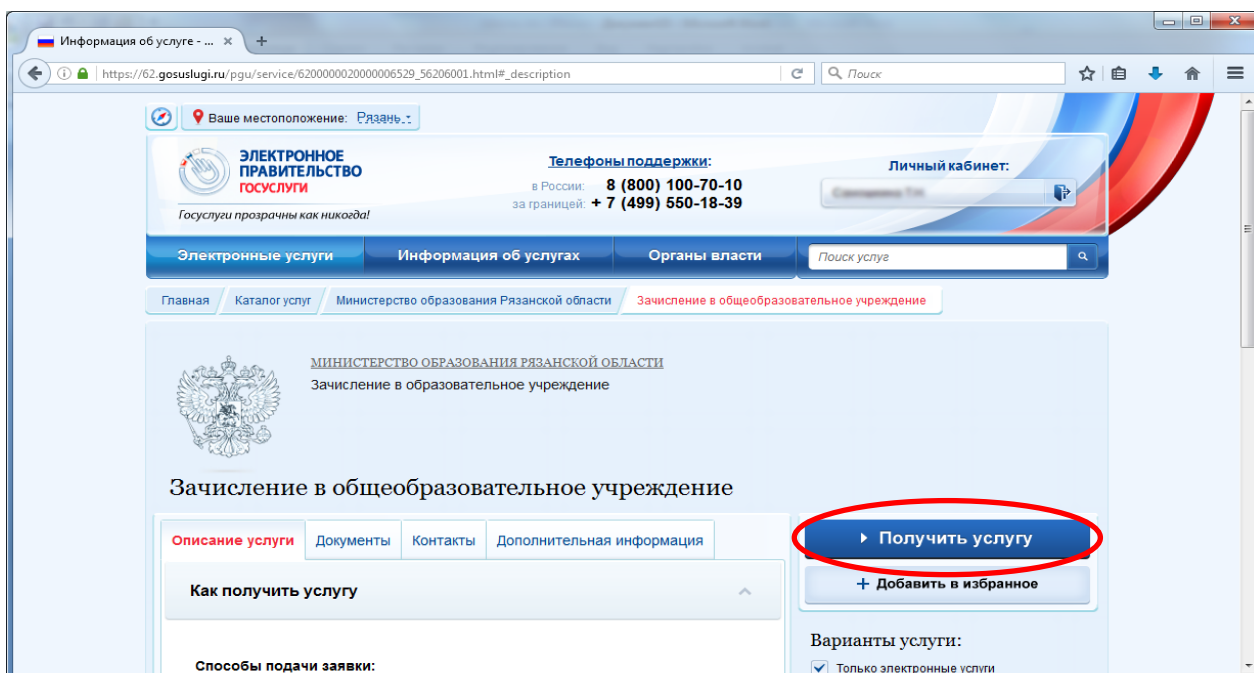 Информация об услуге - ...
https://62.gosuslugi.ru/pgu/service/6200000020000006529_56206001.html#_description
Поиск
Ваше местоположение: Рязань
ЭЛЕКТРОННОЕ
ПРАВИТЕЛЬСТВО
ГОСУСЛУГИ
Госуслуги прозрачны как никогда!
Телефоны поддержки:
в России: 8 (800) 100-70-10
за границей: + 7 (499) 550-18-39
Личный кабинет:
Электронные услуги Информация об услугах Органы власти Поиск услуг
Главная Каталог услуг Министерство образования Рязанской области Зачисление в общеобразовательное учреждение
МИНИСТЕРСТВО ОБРАЗОВАНИЯ РЯЗАНСКОЙ ОБЛАСТИ
Зачисление в образовательное учреждение
Зачисление в общеобразовательное учреждение
Описание услуги Документы Контакты Дополнительная информация
Как получить услугу
Способы подачи заявки:
Получить услугу
+ Добавить в избранное
Варианты услуги:
Только электронные услуги